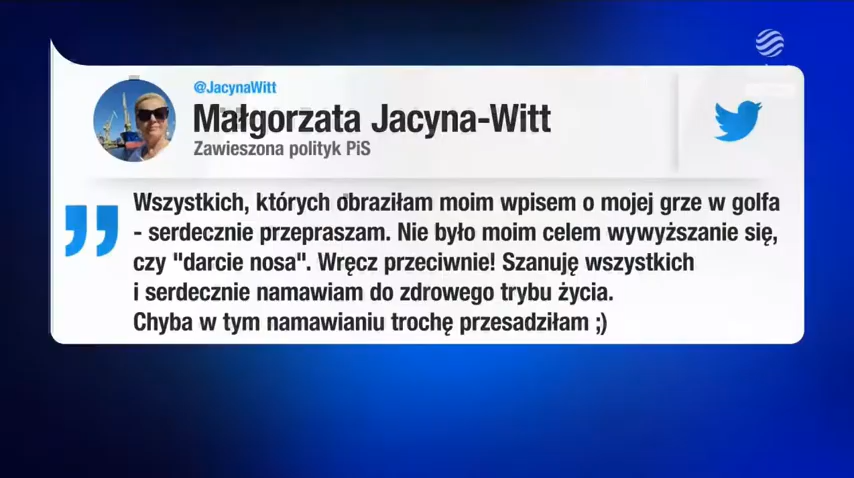 @JacynaWitt
Małgorzata Jacyna-Witt
Zawieszona polityk PiS
Wszystkich, których obraziłam moim wpisem o mojej grze w golfa
- serdecznie przepraszam. Nie było moim celem wywyższanie się,
czy "darcie nosa". Wręcz przeciwnie! Szanuję wszystkich
i serdecznie namawiam do zdrowego trybu życia.
Chyba w tym namawianiu trochę przesadziłam ;)